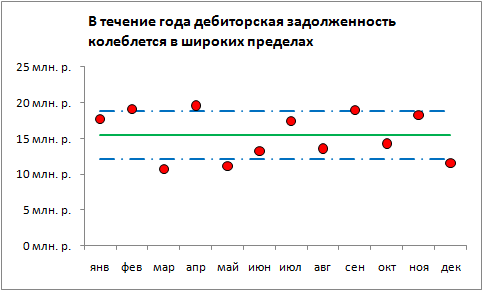 В течение года дебиторская задолженность
колеблется в широких пределах
25 млн. р.
20 млн. р.
15 млн. р.
10 млн. р.
5 млн. р.
0 млн. р.
янв фев мар апр май июн июл авг сен окт ноя дек